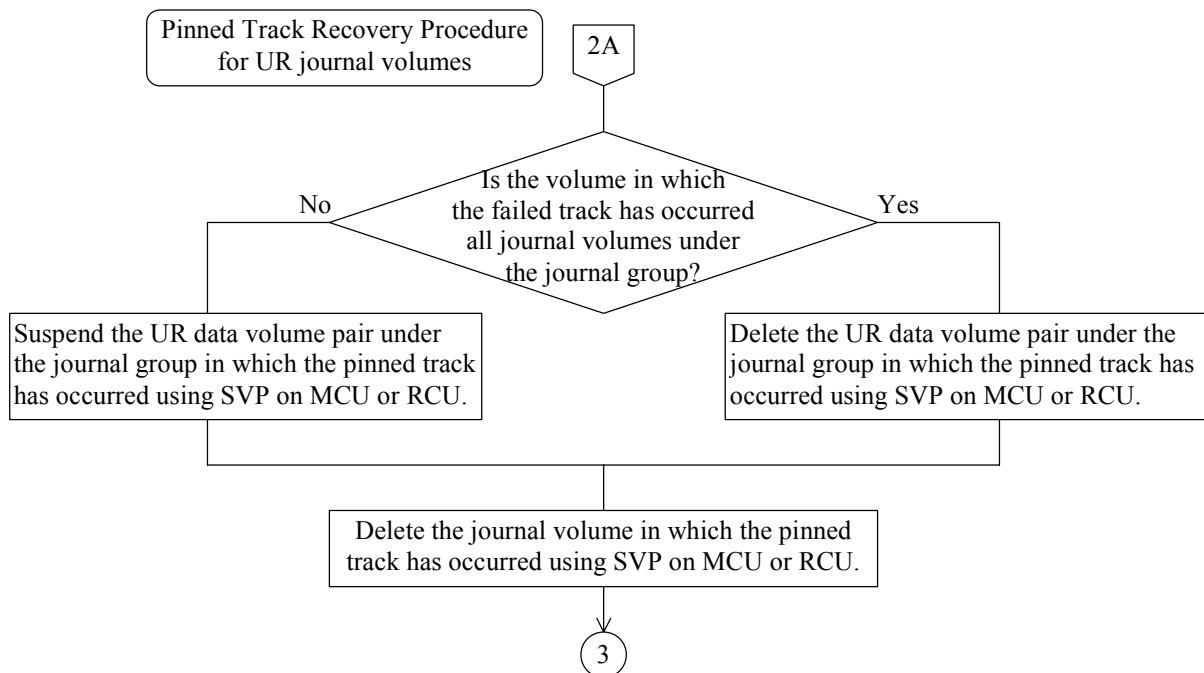 Pinned Track Recovery Procedure
for UR journal volumes
2A
Is the volume in which
the failed track has occurred
all journal volumes under
the journal group?
No
Yes
Suspend the UR data volume pair under
the journal group in which the pinned track
has occurred using SVP on MCU or RCU.
Delete the UR data volume pair under the
journal group in which the pinned track has
occurred using SVP on MCU or RCU.
Delete the journal volume in which the pinned
track has occurred using SVP on MCU or RCU.
3